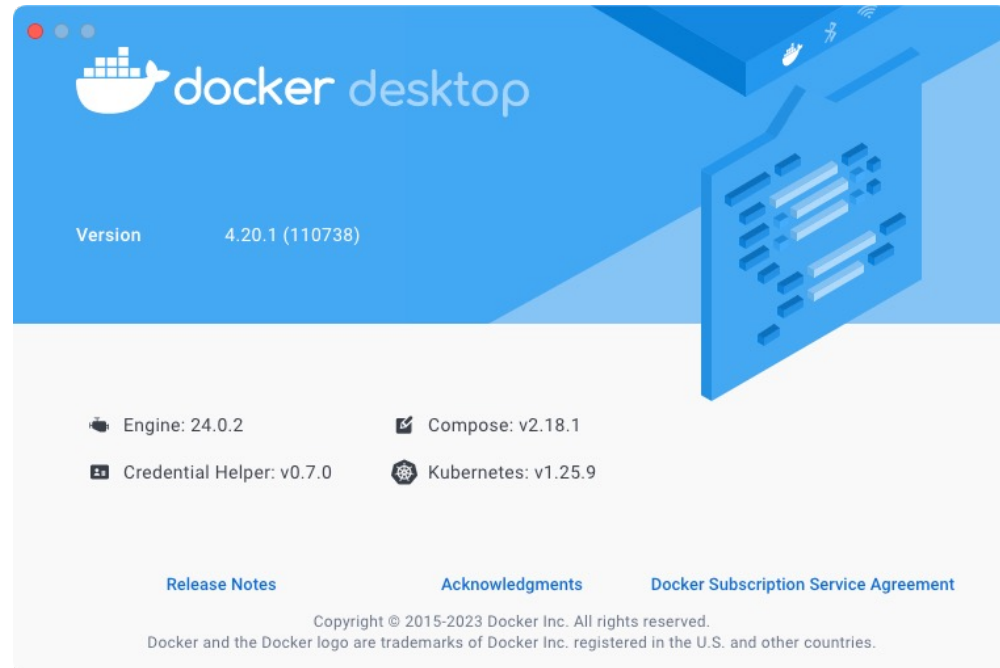 docker desktop
Version 4.20.1 (110738)
Engine: 24.0.2 Compose: v2.18.1
Credential Helper: v0.7.0 Kubernetes: v1.25.9
Release Notes Acknowledgments Docker Subscription Service Agreement
Copyright © 2015-2023 Docker Inc. All rights reserved.
Docker and the Docker logo are trademarks of Docker Inc. registered in the U.S. and other countries.